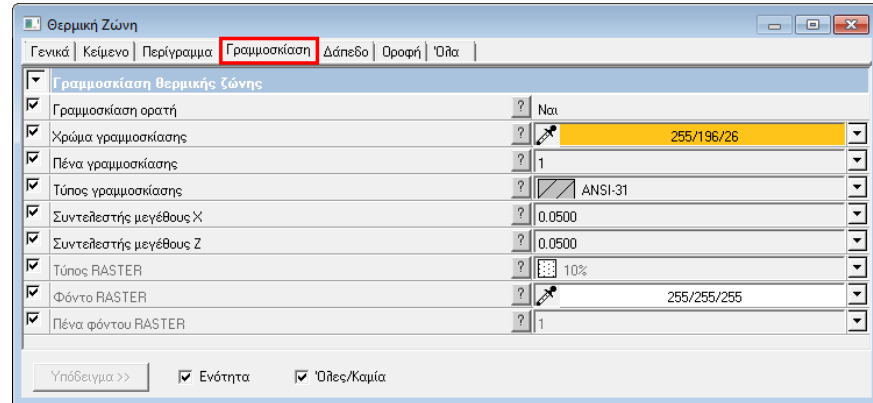 Θερμική Ζώνη
Γενικά Κείμενο Περίγραμμα Γραμμοσκίαση Δάπεδο Οροφή Όλα
Γραμμοσκίαση θερμικής ζώνης
Γραμμοσκίαση ορατή ? Ναι
Χρώμα γραμμοσκίασης ? 255/196/26
Πένα γραμμοσκίασης ? 1
Τύπος γραμμοσκίασης ? ANSI-31
Συντελεστής μεγέθους X ? 0.0500
Συντελεστής μεγέθους Z ? 0.0500
Τύπος RASTER ? 10%
Φόντο RASTER ? 255/255/255
Πένα φόντου RASTER ? 1
Υπόδειγμα >> Ενότητα Όλες/Καμία